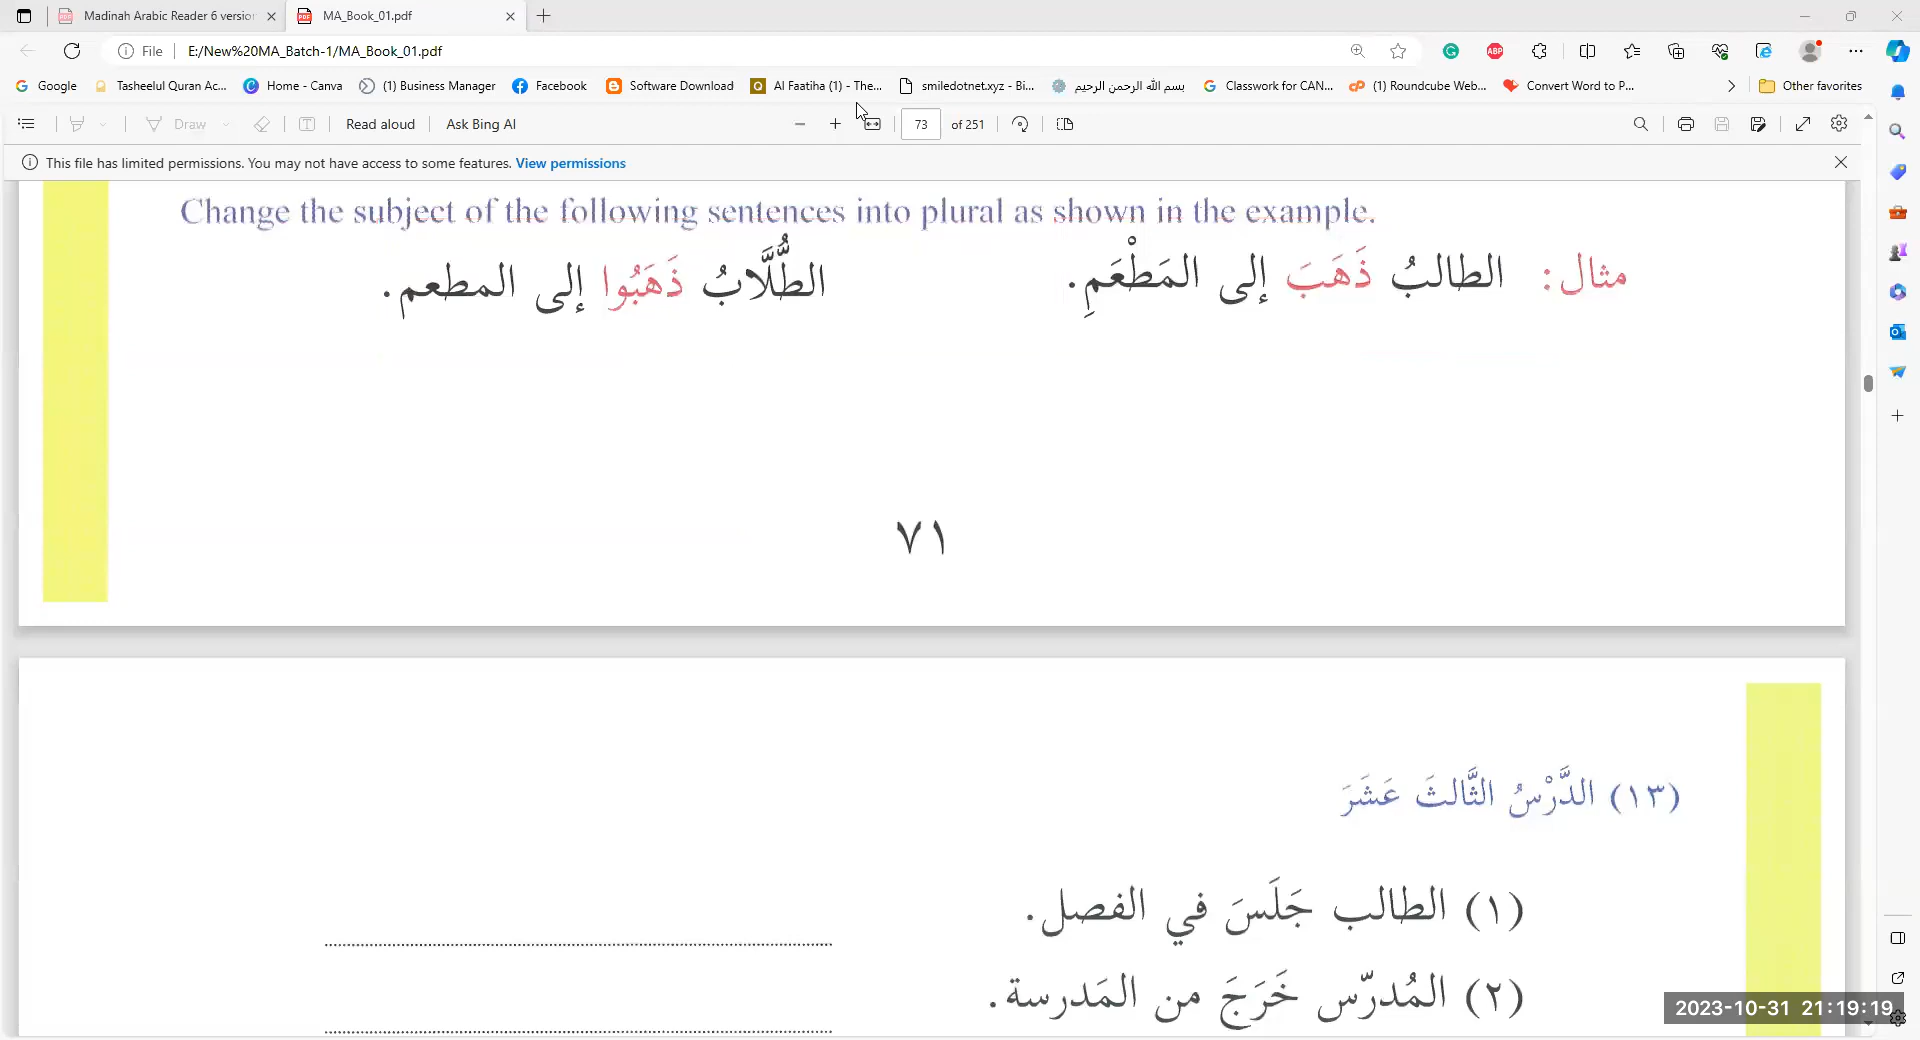 Madinah Arabic Reader 6 versio
MA_Book_01.pdf
File
E:/New%20MA_Batch-1/MA_Book_01.pdf
Google
Tasheelul Quran Ac...
Home - Canva
(1) Business Manager
Facebook
Software Download
Al Faatiha (1) - The...
smiledotnet.xyz - Bi...
بسم الله الرحمن الرحيم
Classwork for CAN...
(1) Roundcube Web...
Convert Word to P...
Other favorites
Draw
Read aloud
Ask Bing AI
73
of 251
This file has limited permissions. You may not have access to some features. View permissions
Change the subject of the following sentences into plural as shown in the example.
مثال: الطالبُ ذَهَبَ إلى المَطْعَمِ. الطُّلَّابُ ذَهَبُوا إلى المطعم.
٧١
(١٣) الدَّرْسُ الثَّالثَ عَشَرَ
(١) الطالب جَلَسَ في الفصل.
(٢) المُدرّس خَرَجَ من المَدرسة.
2023-10-31 21:19:19